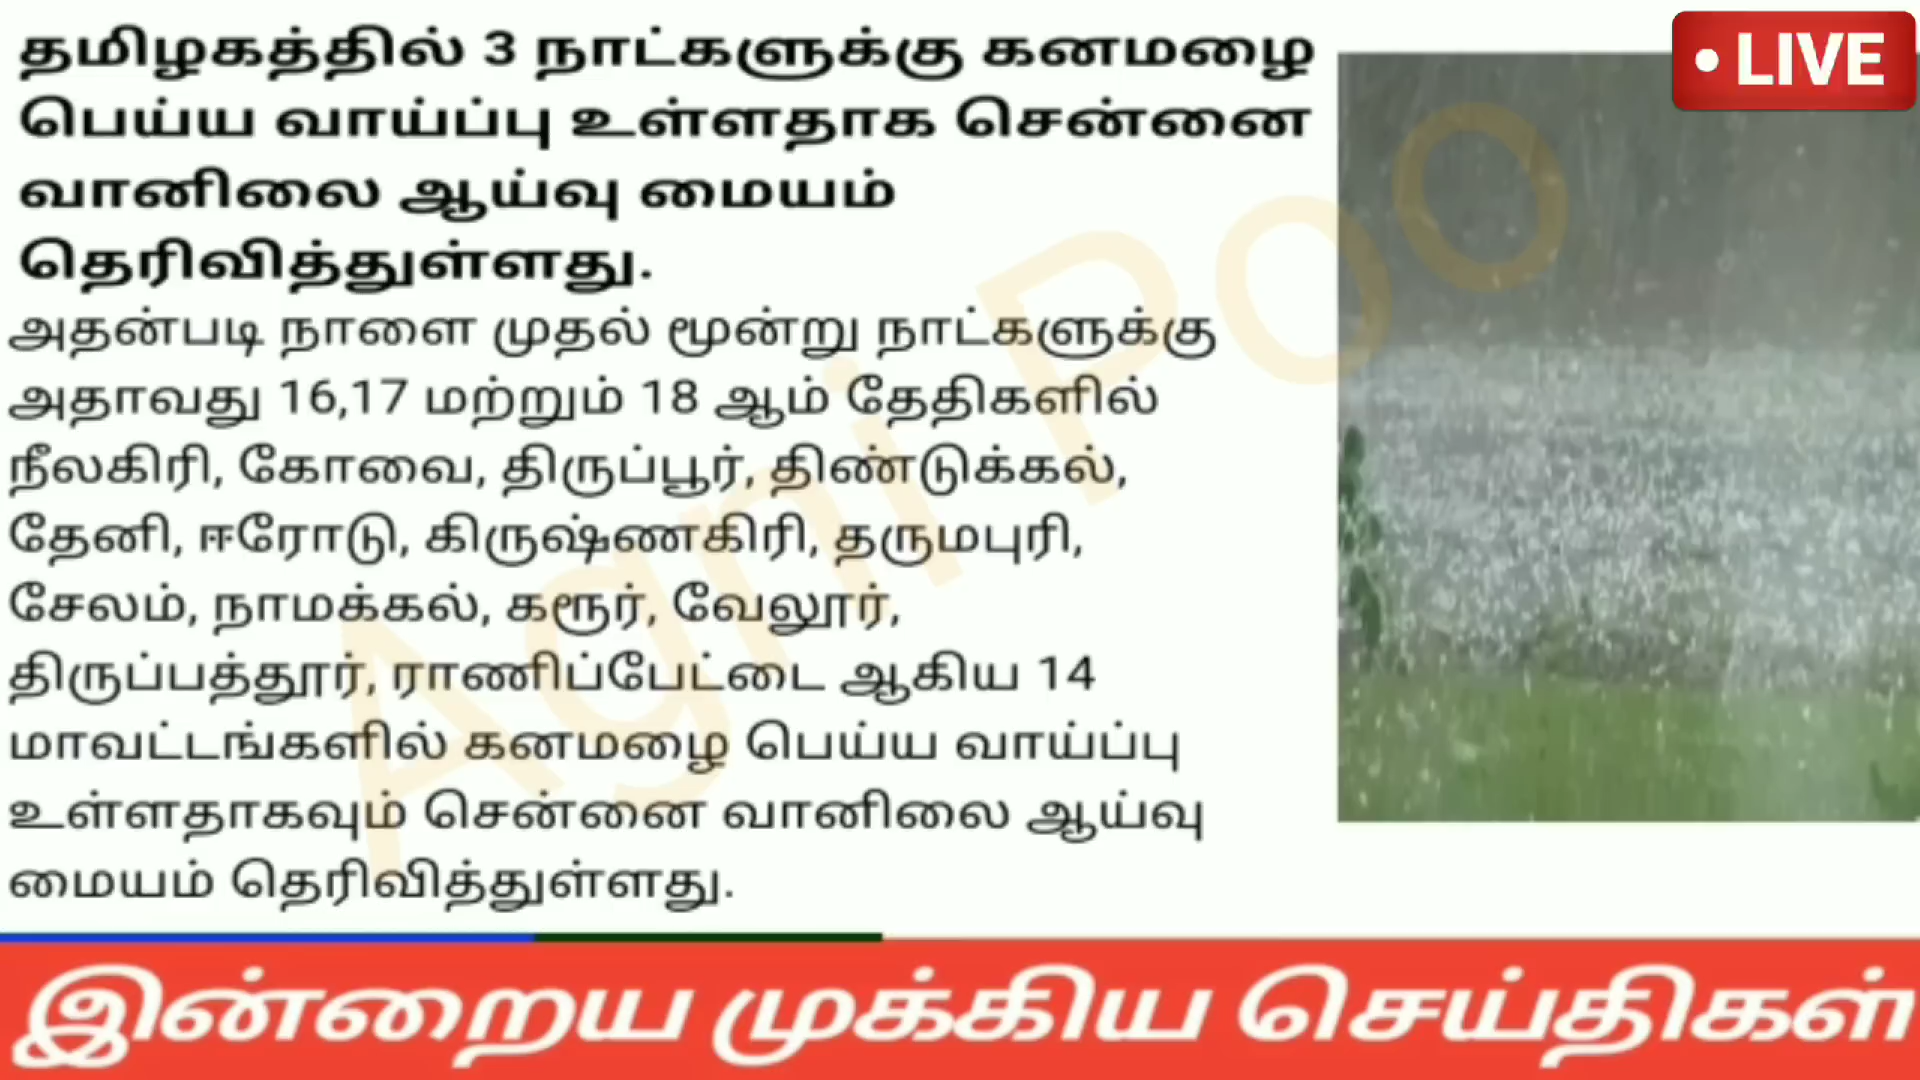 தமிழகத்தில் 3 நாட்களுக்கு கனமழை
பெய்ய வாய்ப்பு உள்ளதாக சென்னை
வானிலை ஆய்வு மையம்
தெரிவித்துள்ளது.
அதன்படி நாளை முதல் மூன்று நாட்களுக்கு
அதாவது 16,17 மற்றும் 18 ஆம் தேதிகளில்
நீலகிரி, கோவை, திருப்பூர், திண்டுக்கல்,
தேனி, ஈரோடு, கிருஷ்ணகிரி, தருமபுரி,
சேலம், நாமக்கல், கரூர், வேலூர்,
திருப்பத்தூர், ராணிப்பேட்டை ஆகிய 14
மாவட்டங்களில் கனமழை பெய்ய வாய்ப்பு
உள்ளதாகவும் சென்னை வானிலை ஆய்வு
மையம் தெரிவித்துள்ளது.
• LIVE
Agni Poo
இன்றைய முக்கிய செய்திகள்